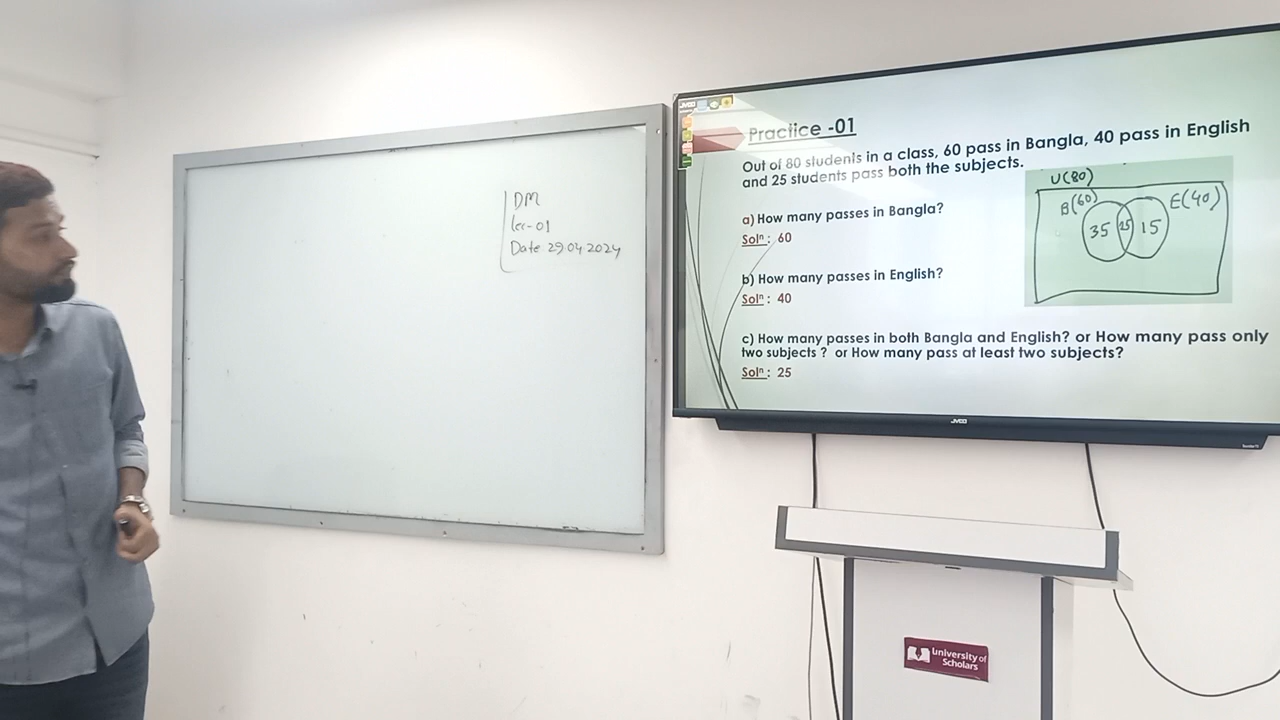 DM
lec-01
Date 29.04.2024
JVCO
Practice -01
Out of 80 students in a class, 60 pass in Bangla, 40 pass in English
and 25 students pass both the subjects.
U(80)
B(60)
E(40)
35 25 15
a) How many passes in Bangla?
Solⁿ : 60
b) How many passes in English?
Solⁿ : 40
c) How many passes in both Bangla and English? or How many pass only
two subjects ? or How many pass at least two subjects?
Solⁿ : 25
JVCO
University of
Scholars